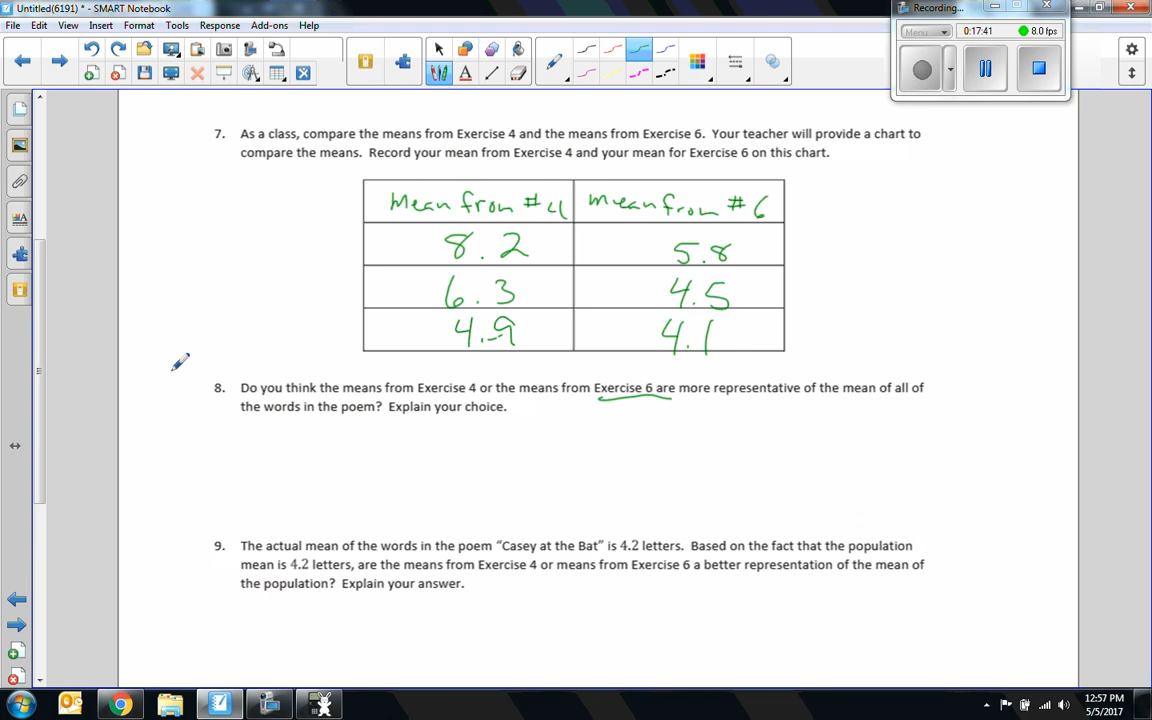 Untitled(6191) * - SMART Notebook
File Edit View Insert Format Tools Response Add-ons Help
Recording...
Menu 0:17:41 8.0 fps
7. As a class, compare the means from Exercise 4 and the means from Exercise 6. Your teacher will provide a chart to
compare the means. Record your mean from Exercise 4 and your mean for Exercise 6 on this chart.
Mean from #4 mean from #6
8.2 5.8
6.3 4.5
4.9 4.1
8. Do you think the means from Exercise 4 or the means from Exercise 6 are more representative of the mean of all of
the words in the poem? Explain your choice.
9. The actual mean of the words in the poem “Casey at the Bat” is 4.2 letters. Based on the fact that the population
mean is 4.2 letters, are the means from Exercise 4 or means from Exercise 6 a better representation of the mean of
the population? Explain your answer.
12:57 PM
5/5/2017